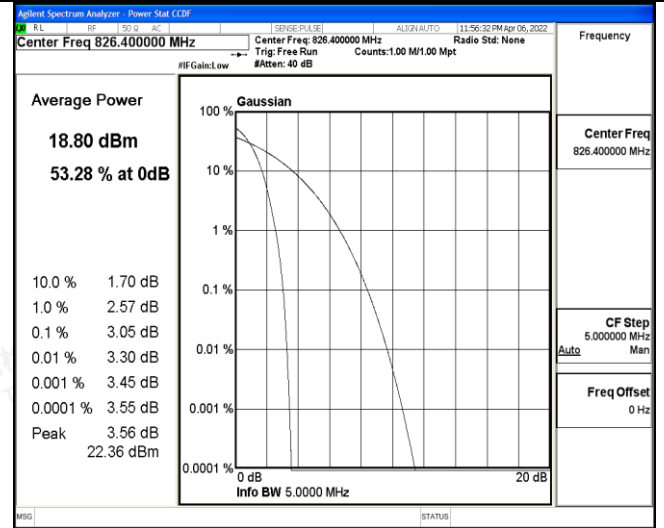 Agilent Spectrum Analyzer - Power Stat CCDF
RL RF 50 Ω AC SENSE:PULSE ALIGN AUTO 11:56:32 PM Apr 06, 2022
Center Freq 826.400000 MHz
Center Freq: 826.400000 MHz Radio Std: None
Trig: Free Run Counts:1.00 M/1.00 Mpt
#IFGain:Low #Atten: 40 dB
Frequency
Average Power
18.80 dBm
53.28 % at 0dB
10.0 % 1.70 dB
1.0 % 2.57 dB
0.1 % 3.05 dB
0.01 % 3.30 dB
0.001 % 3.45 dB
0.0001 % 3.55 dB
Peak 3.56 dB
22.36 dBm
Gaussian
100 %
10 %
1 %
0.1 %
0.01 %
0.001 %
0.0001 %
0 dB 20 dB
Info BW 5.0000 MHz
Center Freq
826.400000 MHz
CF Step
5.000000 MHz
Auto Man
Freq Offset
0 Hz
MSG STATUS